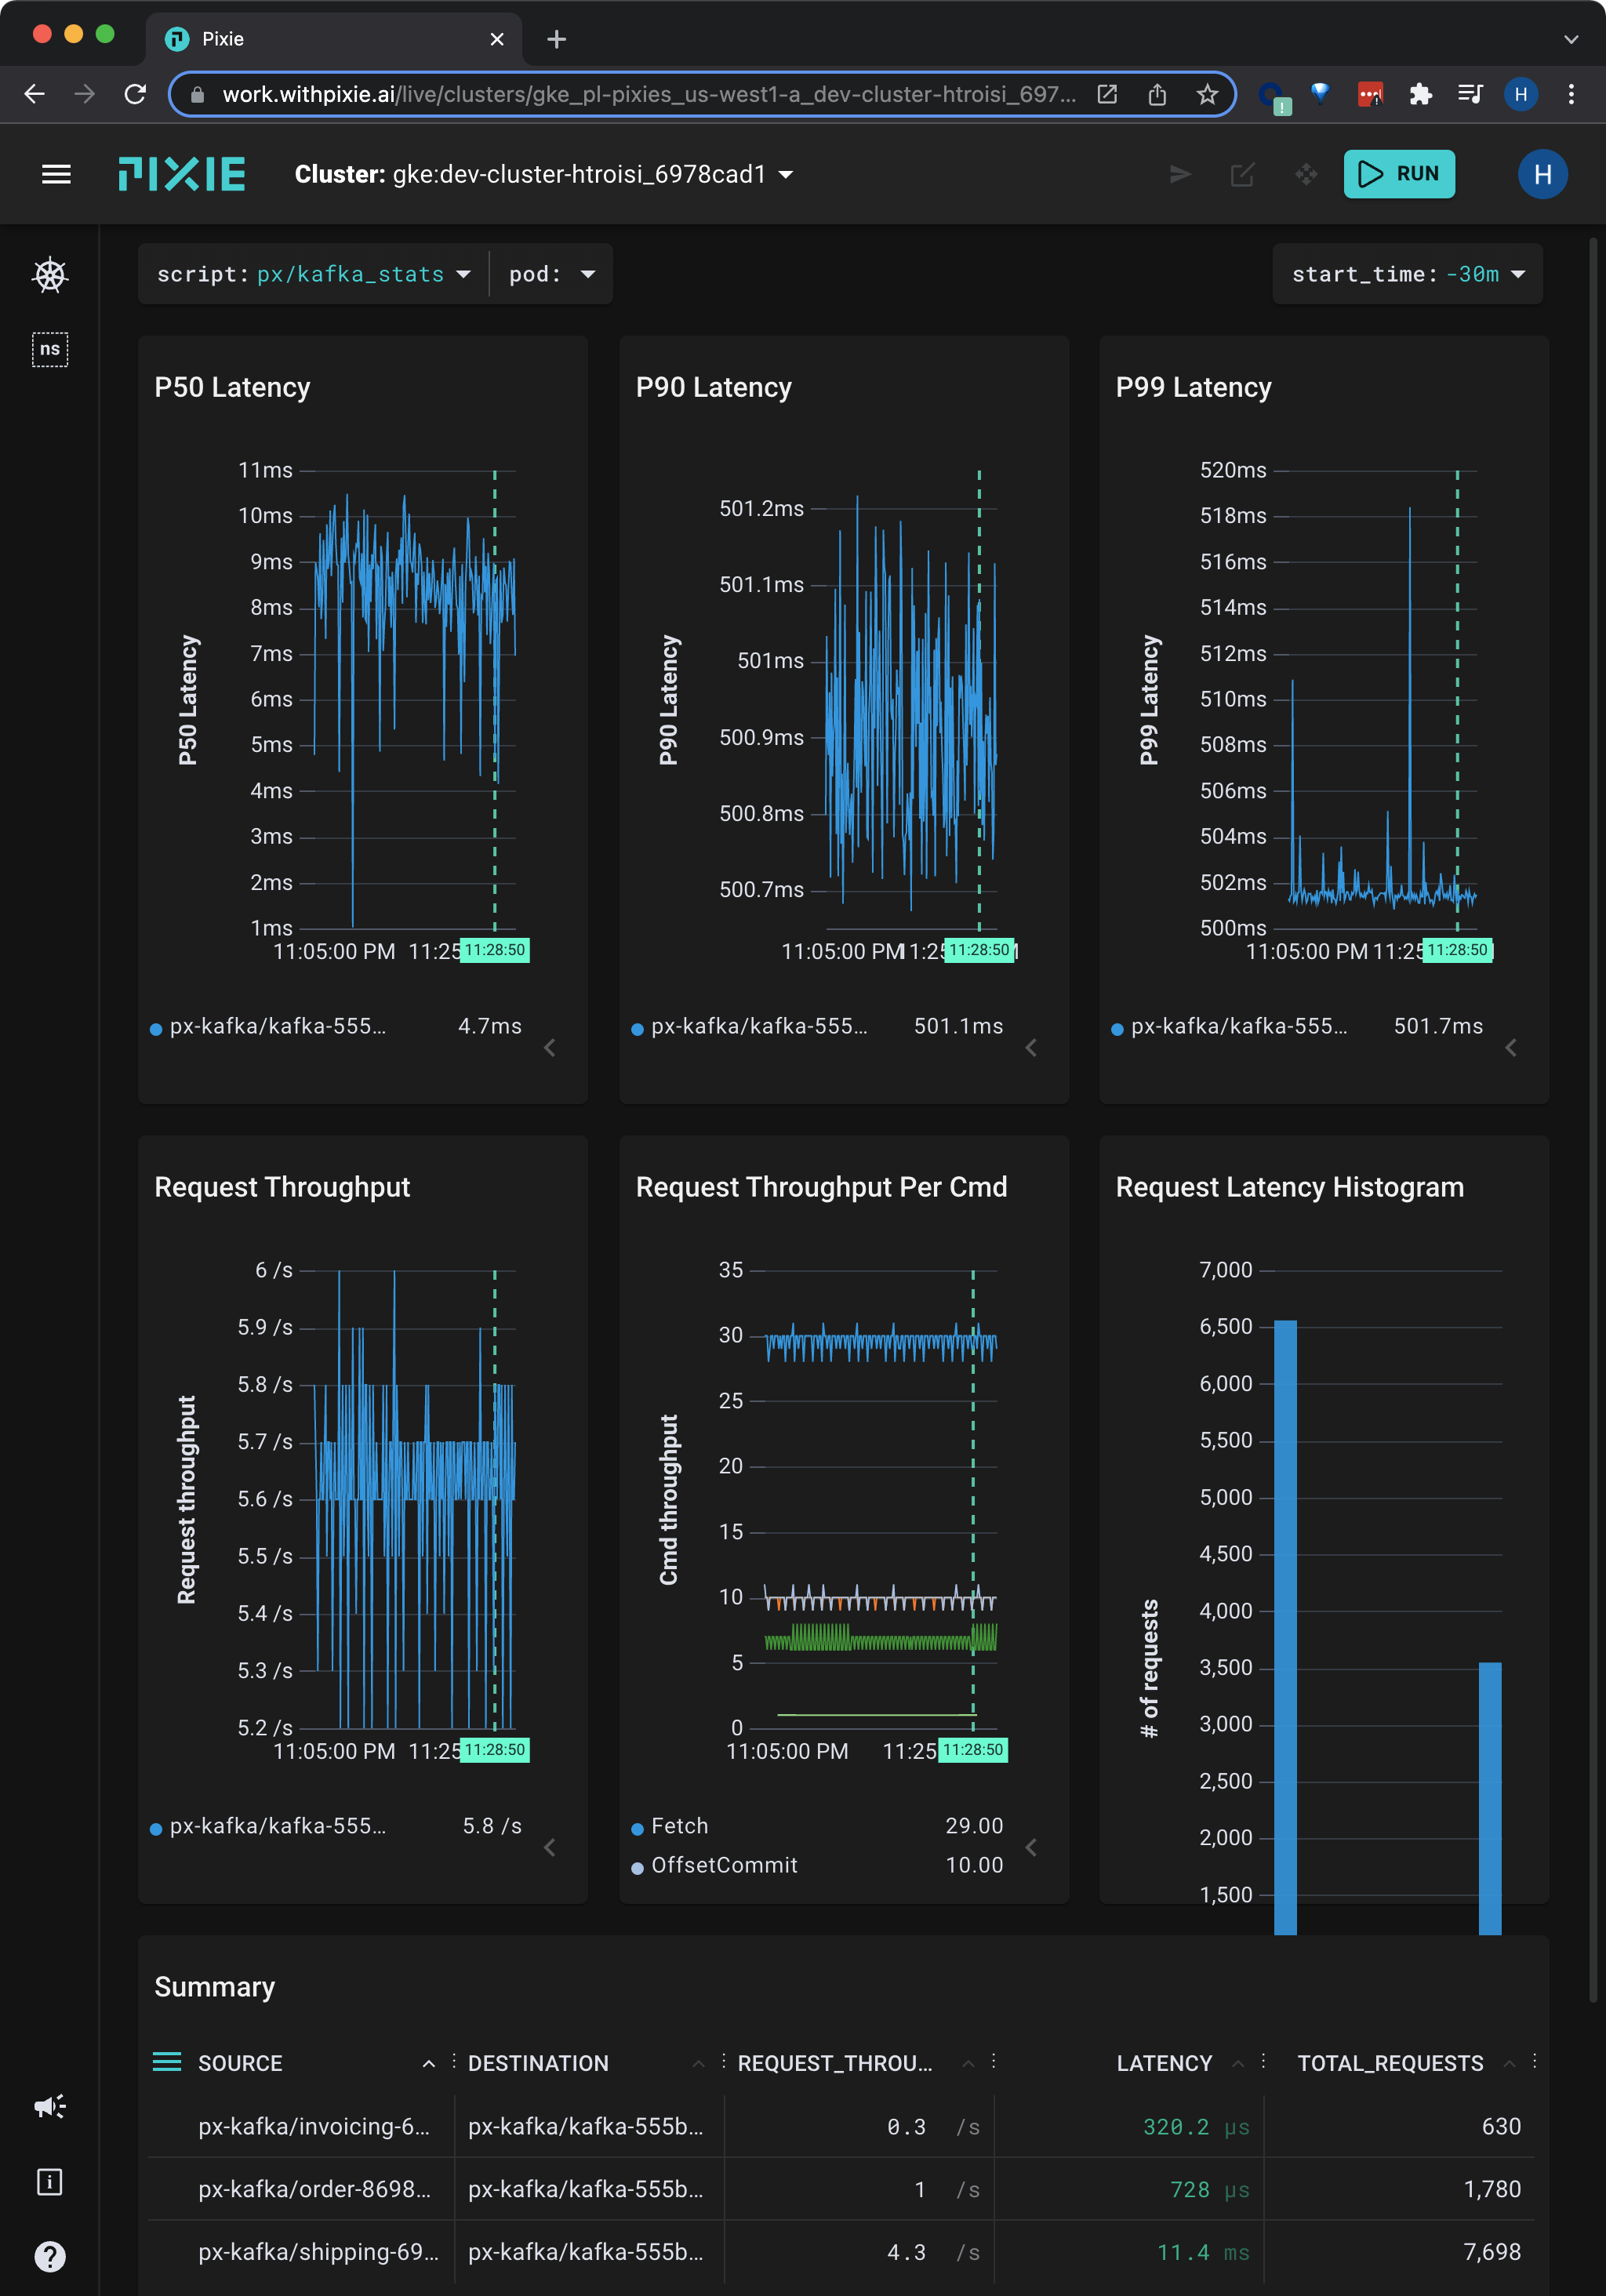 Pixie
work.withpixie.ai/live/clusters/gke_pl-pixies_us-west1-a_dev-cluster-htroisi_697...
H
PIXIE
Cluster: gke:dev-cluster-htroisi_6978cad1
RUN
H
script: px/kafka_stats
pod:
start_time: -30m
ns
P50 Latency
11ms
10ms
9ms
8ms
7ms
6ms
5ms
4ms
3ms
2ms
1ms
P50 Latency
11:05:00 PM 11:25 11:28:50
px-kafka/kafka-555... 4.7ms
P90 Latency
501.2ms
501.1ms
501ms
500.9ms
500.8ms
500.7ms
P90 Latency
11:05:00 PM 11:25 11:28:50
px-kafka/kafka-555... 501.1ms
P99 Latency
520ms
518ms
516ms
514ms
512ms
510ms
508ms
506ms
504ms
502ms
500ms
P99 Latency
11:05:00 PM 11:25 11:28:50
px-kafka/kafka-555... 501.7ms
Request Throughput
6 /s
5.9 /s
5.8 /s
5.7 /s
5.6 /s
5.5 /s
5.4 /s
5.3 /s
5.2 /s
Request throughput
11:05:00 PM 11:25 11:28:50
px-kafka/kafka-555... 5.8 /s
Request Throughput Per Cmd
35
30
25
20
15
10
5
0
Cmd throughput
11:05:00 PM 11:25 11:28:50
Fetch 29.00
OffsetCommit 10.00
Request Latency Histogram
7,000
6,500
6,000
5,500
5,000
4,500
4,000
3,500
3,000
2,500
2,000
1,500
# of requests
Summary
SOURCE DESTINATION REQUEST_THROU... LATENCY TOTAL_REQUESTS
px-kafka/invoicing-6... px-kafka/kafka-555b... 0.3 /s 320.2 µs 630
px-kafka/order-8698... px-kafka/kafka-555b... 1 /s 728 µs 1,780
px-kafka/shipping-69... px-kafka/kafka-555b... 4.3 /s 11.4 ms 7,698